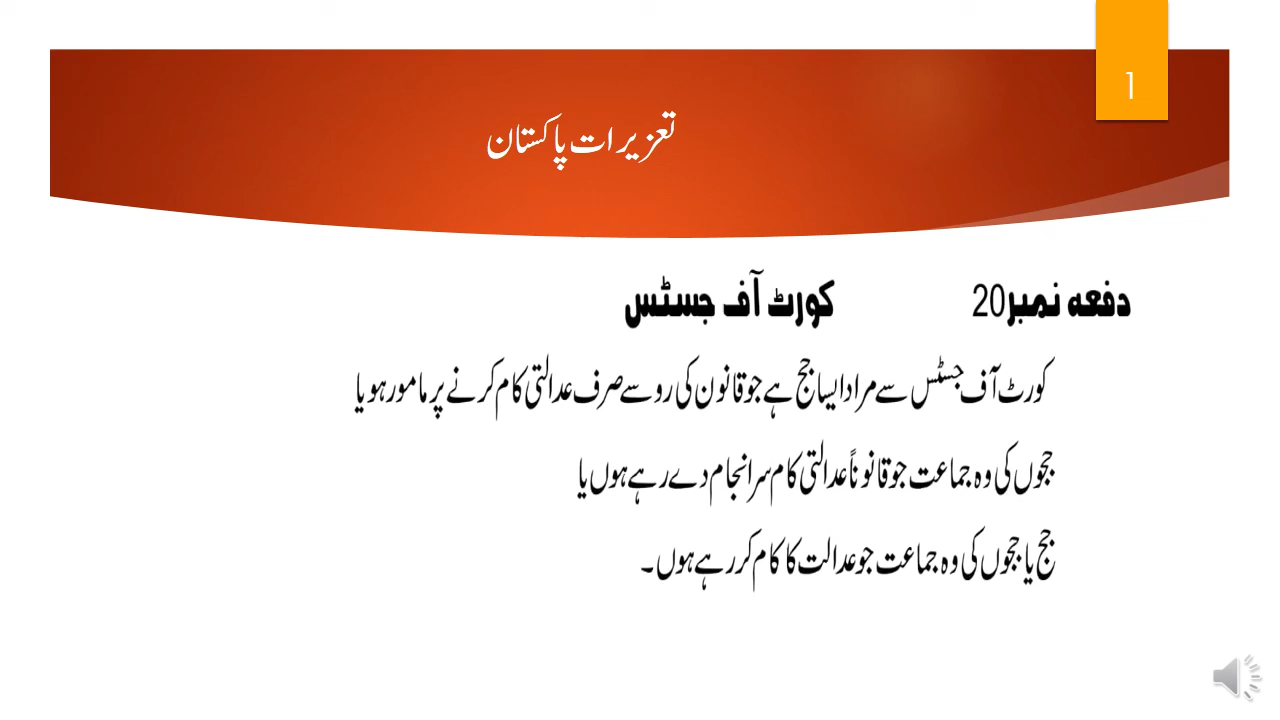 1
تعزیرات پاکستان
دفعہ نمبر20 کورٹ آف جسٹس
کورٹ آف جسٹس سے مراد ایسا جج ہے جو قانون کی رو سے صرف عدالتی کام کرنے پر مامور ہو یا
ججوں کی وہ جماعت جو قانوناً عدالتی کام سرانجام دے رہے ہوں یا
جج یا ججوں کی وہ جماعت جو عدالت کا کام کر رہے ہوں۔